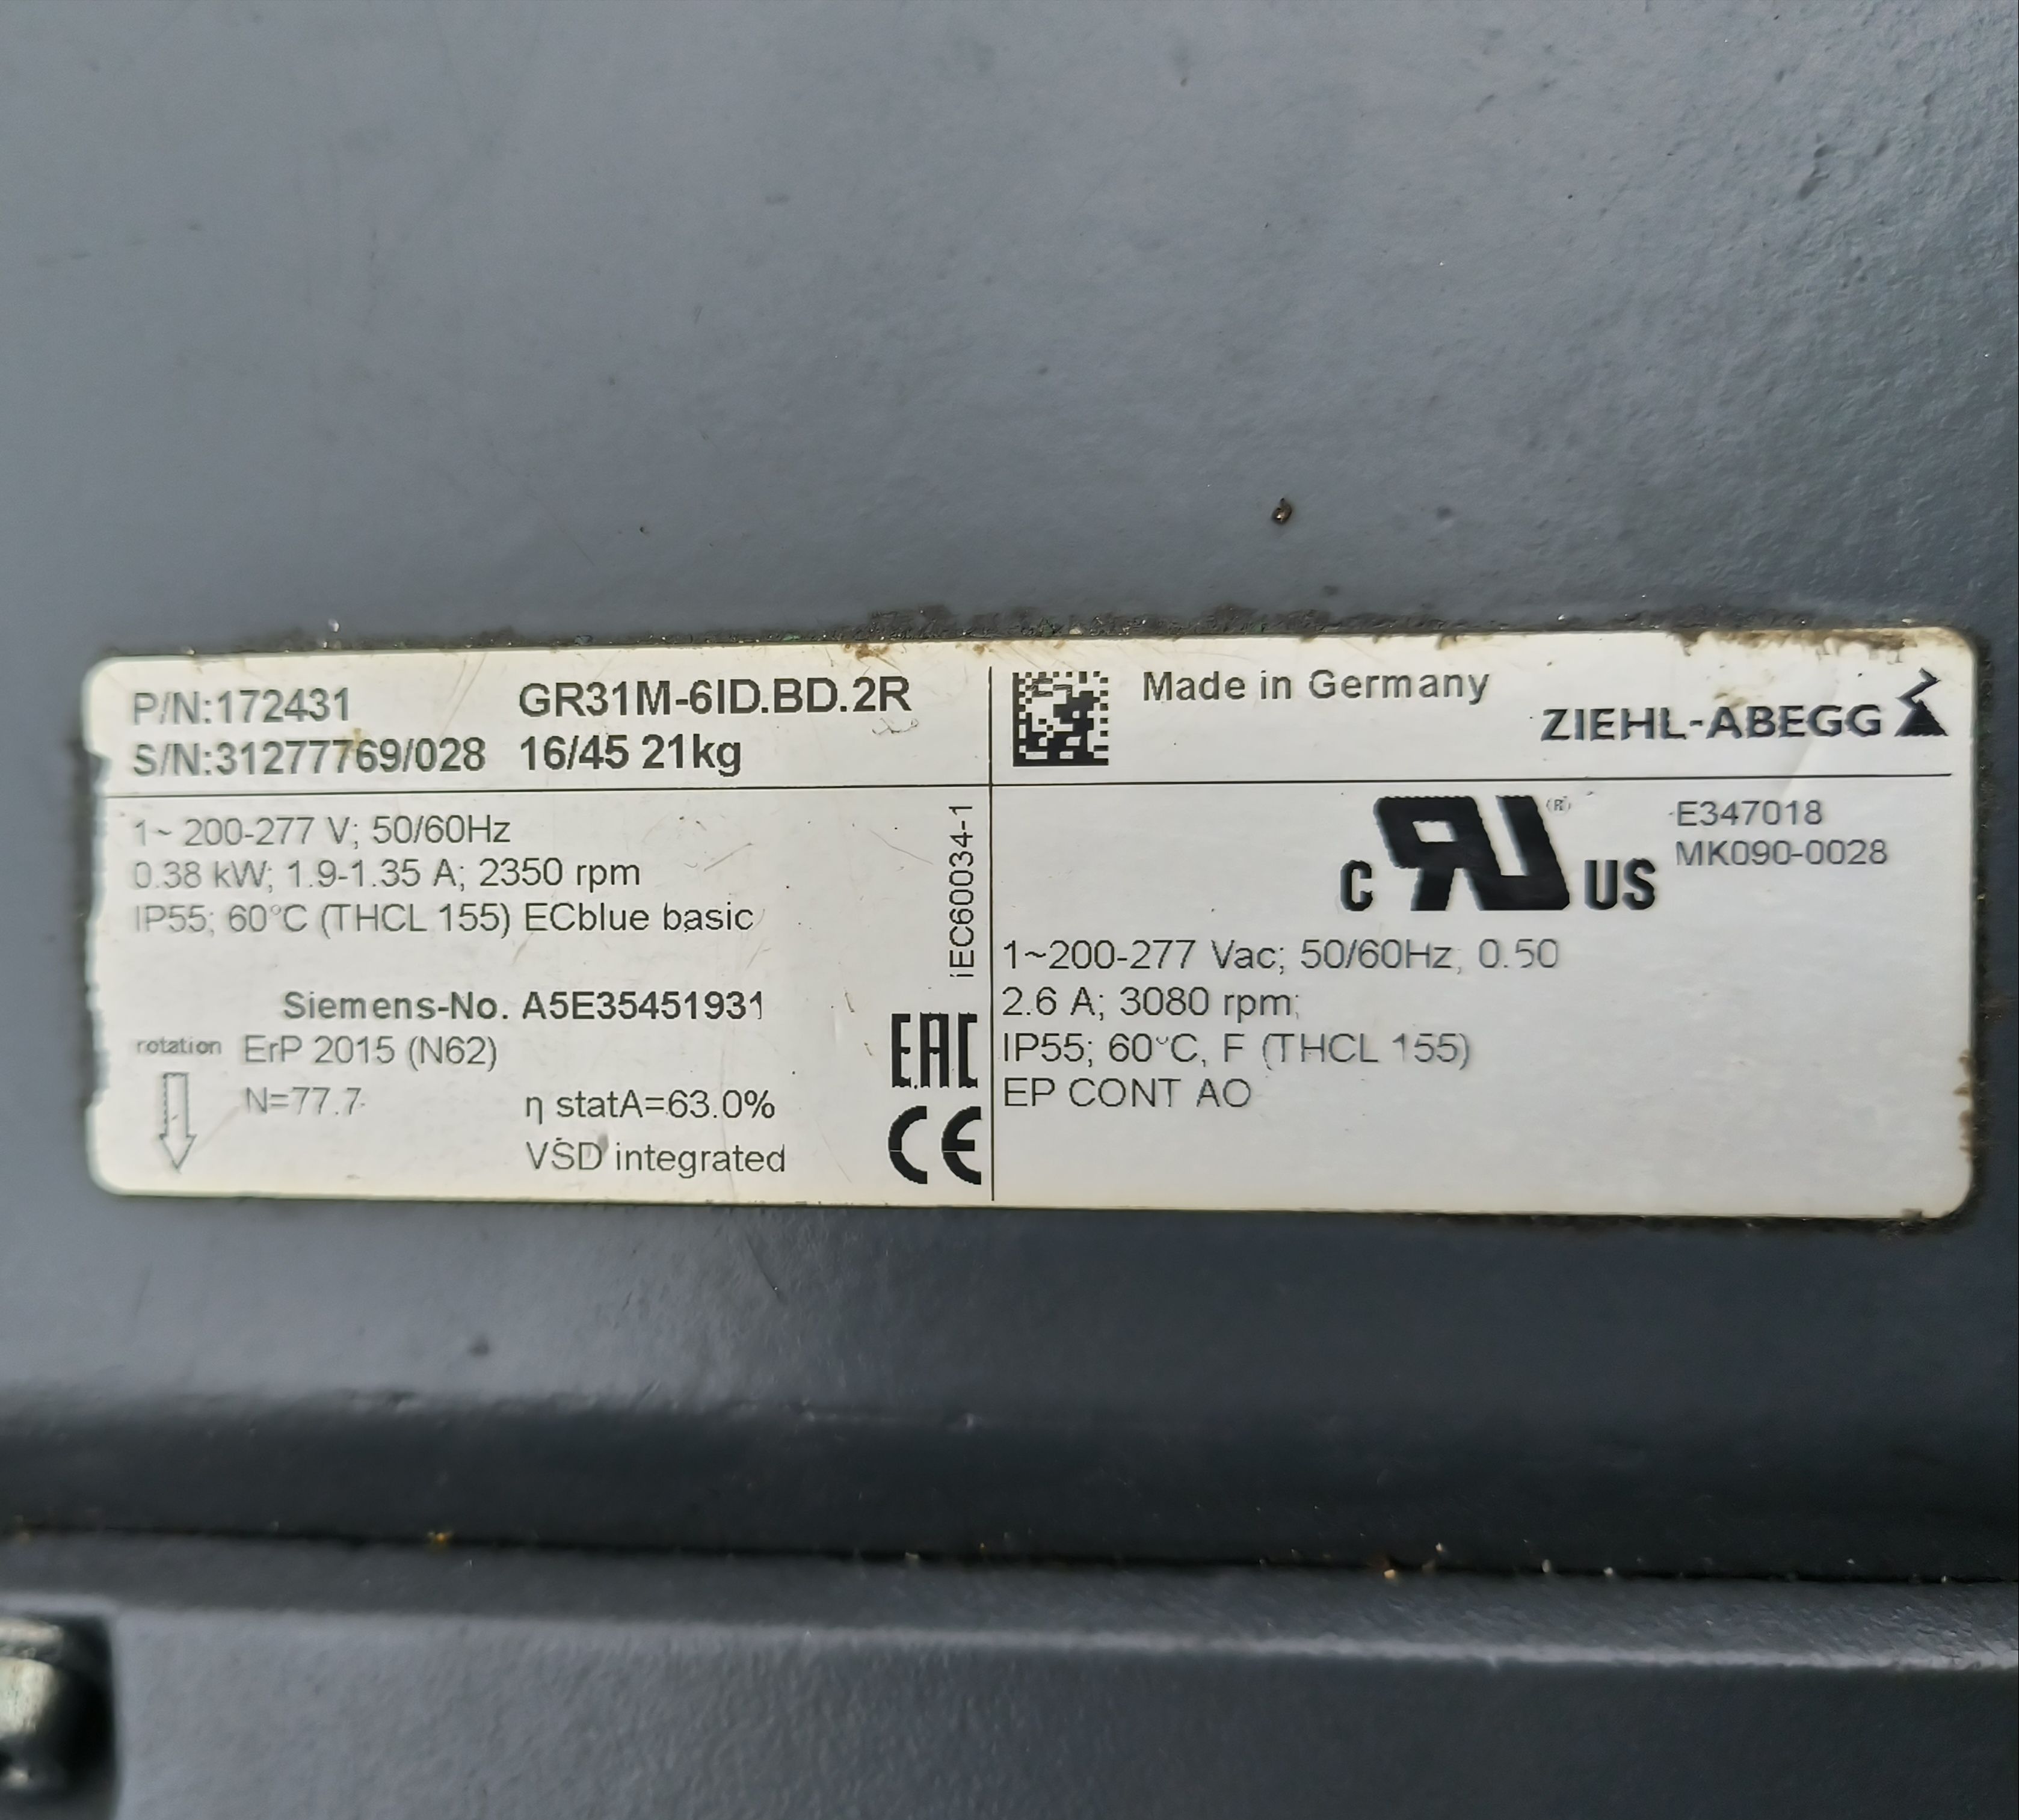 P/N:172431 GR31M-6ID.BD.2R
S/N:31277769/028 16/45 21kg
Made in Germany
ZIEHL-ABEGG
1~ 200-277 V; 50/60Hz
0.38 kW; 1.9-1.35 A; 2350 rpm
IP55; 60°C (THCL 155) ECblue basic
iEC60034-1
Siemens-No. A5E35451931
rotation ErP 2015 (N62)
N=77.7 η statA=63.0%
VSD integrated
EAC
CE
c RU ® US
E347018
MK090-0028
1~200-277 Vac; 50/60Hz, 0.50
2.6 A; 3080 rpm;
IP55; 60°C, F (THCL 155)
EP CONT AO